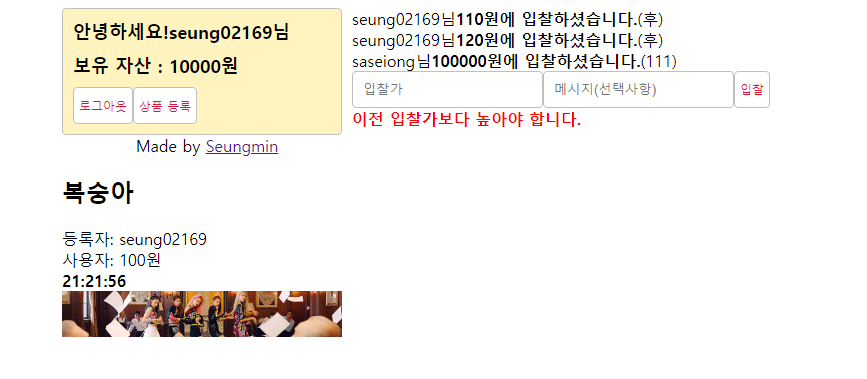 안녕하세요!seung02169님
보유 자산 : 10000원
로그아웃 상품 등록
Made by Seungmin
복숭아
등록자: seung02169
사용자: 100원
21:21:56
seung02169님110원에 입찰하셨습니다.(후)
seung02169님120원에 입찰하셨습니다.(후)
saseiong님100000원에 입찰하셨습니다.(111)
입찰가 메시지(선택사항) 입찰
이전 입찰가보다 높아야 합니다.